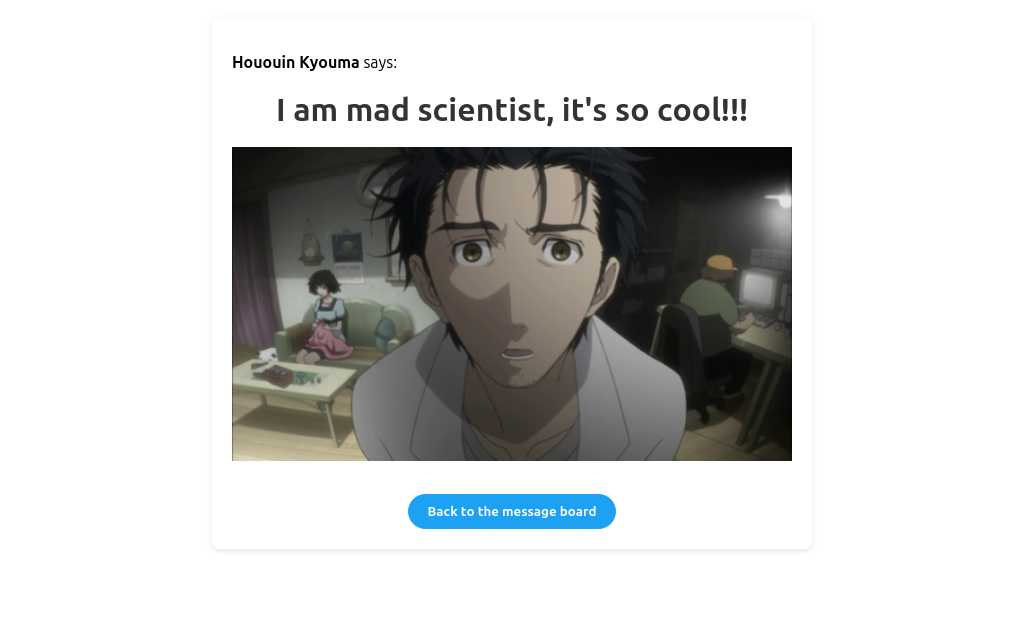 Hououin Kyouma says:
I am mad scientist, it's so cool!!!
Back to the message board